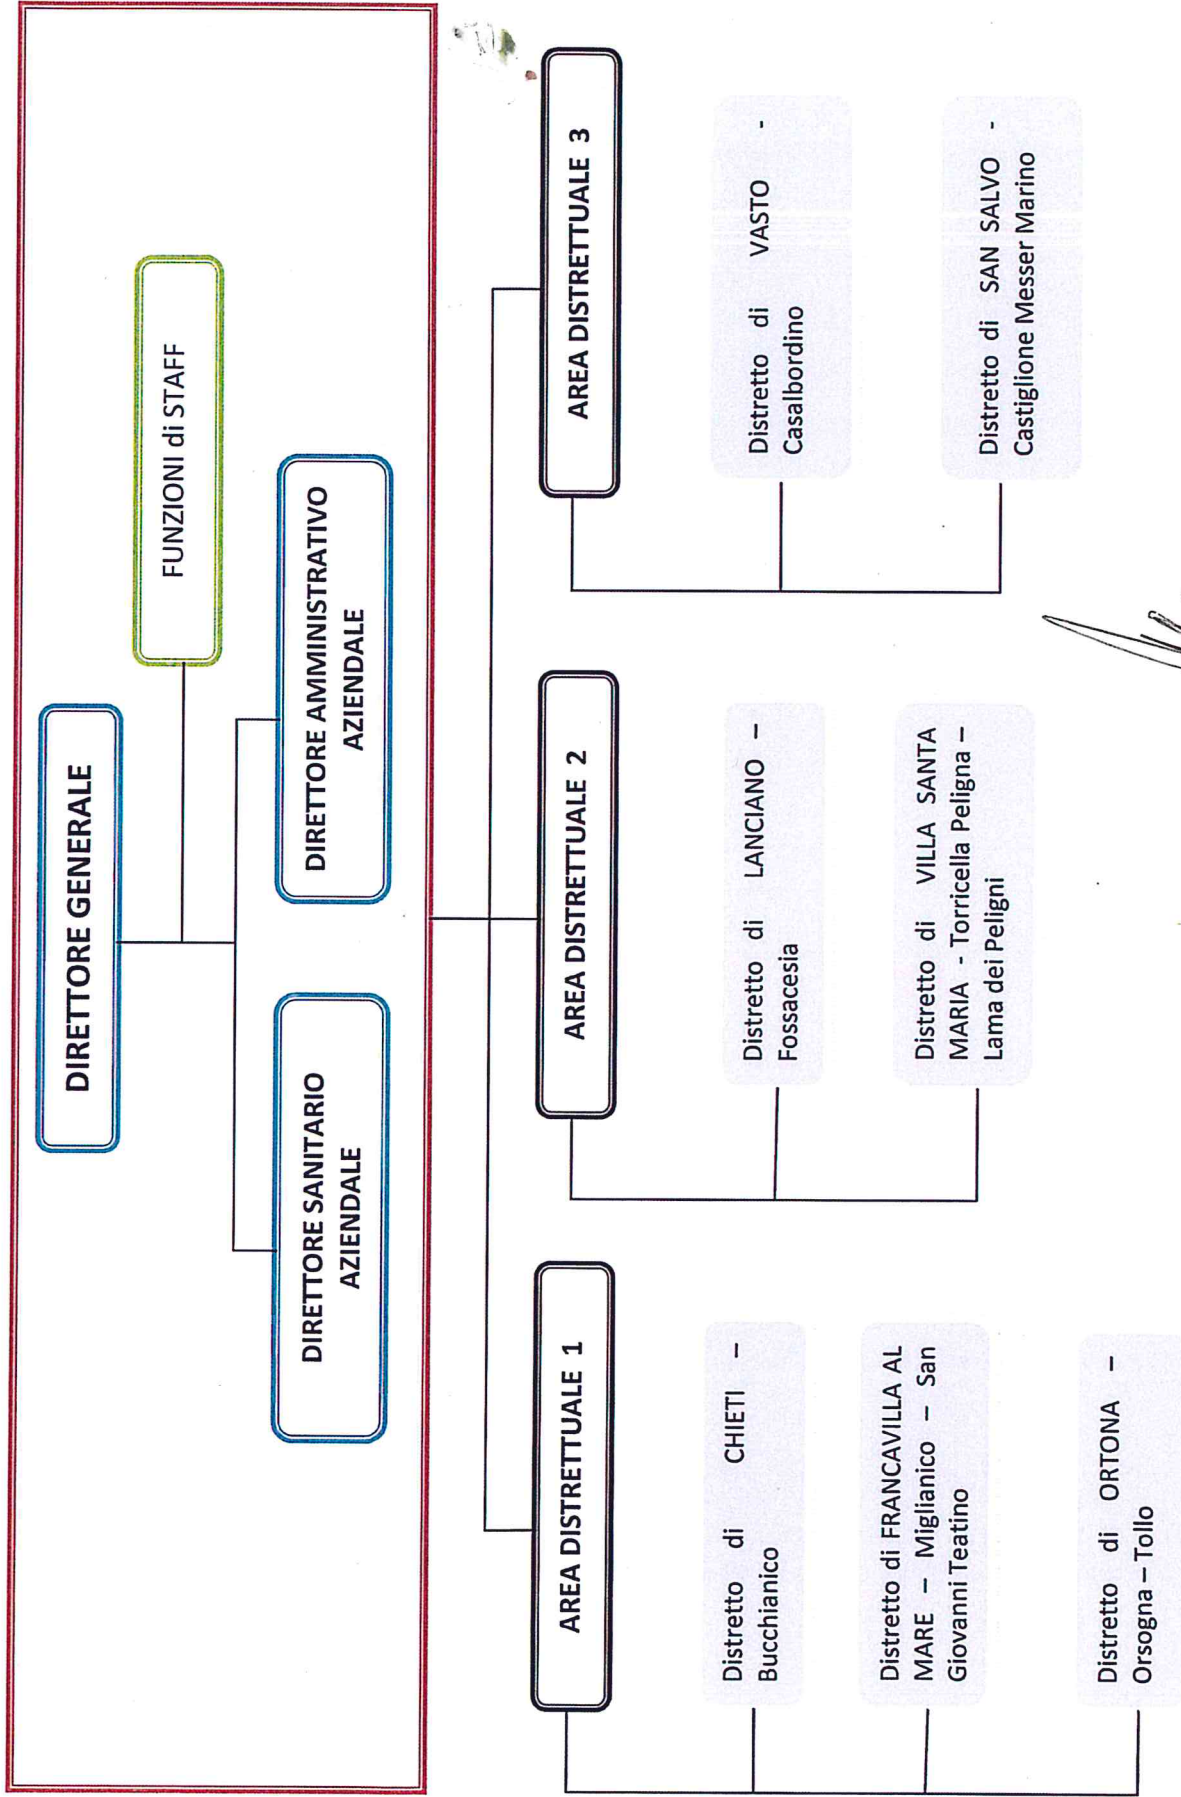 DIRETTORE GENERALE
FUNZIONI di STAFF
DIRETTORE SANITARIO
AZIENDALE
DIRETTORE AMMINISTRATIVO
AZIENDALE
AREA DISTRETTUALE 1
Distretto di CHIETI –
Bucchianico
Distretto di FRANCAVILLA AL
MARE – Miglianico – San
Giovanni Teatino
Distretto di ORTONA –
Orsogna – Tollo
AREA DISTRETTUALE 2
Distretto di LANCIANO –
Fossacesia
Distretto di VILLA SANTA
MARIA - Torricella Peligna –
Lama dei Peligni
AREA DISTRETTUALE 3
Distretto di VASTO -
Casalbordino
Distretto di SAN SALVO -
Castiglione Messer Marino